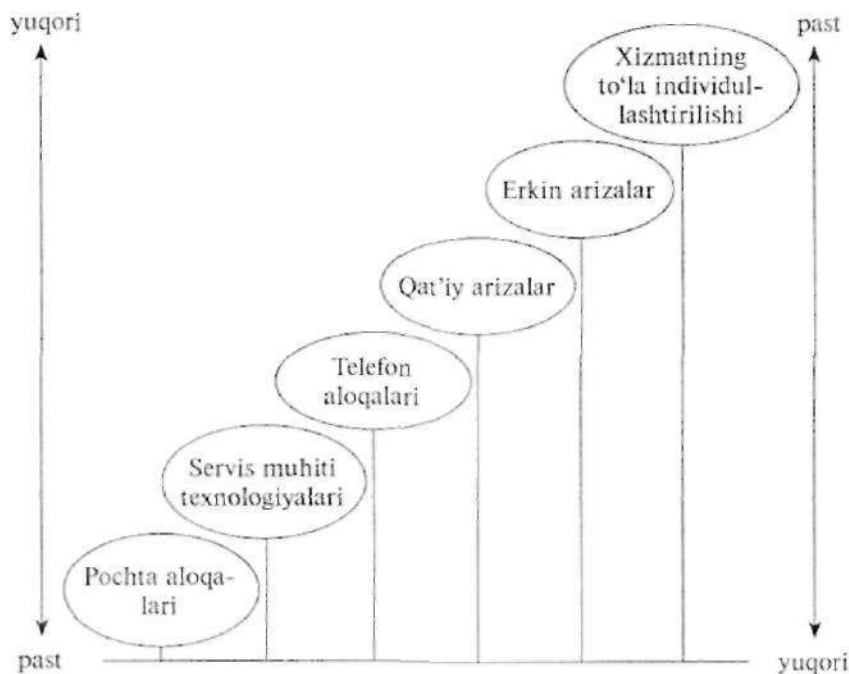 yuqori
past
Xizmatning
to‘la individul-
lashtirilishi
Erkin arizalar
Qat’iy arizalar
Telefon
aloqalari
Servis muhiti
texnologiyalari
Pochta aloqa-
lari
past
yuqori